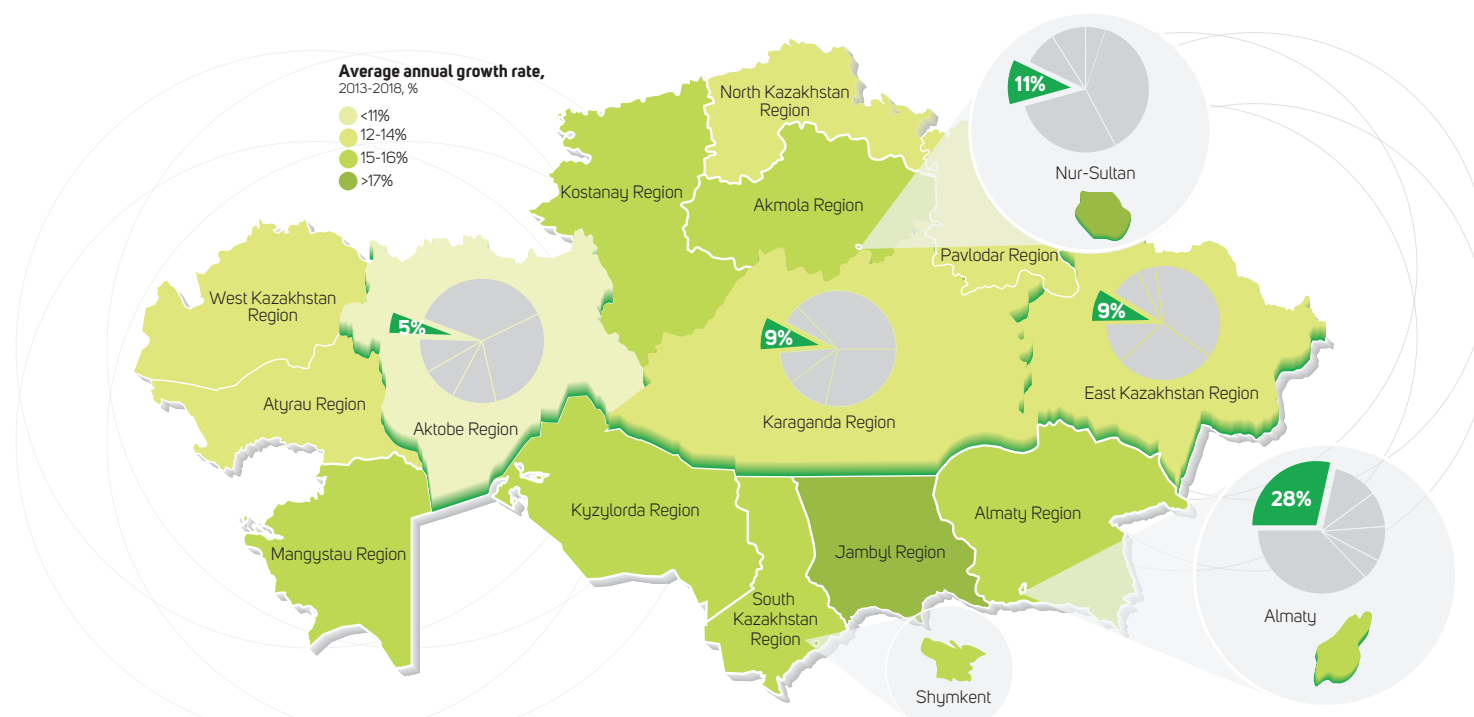 Average annual growth rate,
2013-2018, %
<11%
12-14%
15-16%
>17%
North Kazakhstan
Region
11%
Nur-Sultan
Kostanay Region
Akmola Region
Pavlodar Region
West Kazakhstan
Region
5%
9%
9%
Atyrau Region
Aktobe Region
Karaganda Region
East Kazakhstan Region
28%
Kyzylorda Region
Almaty Region
Mangystau Region
Jambyl Region
South
Kazakhstan
Region
Almaty
Shymkent